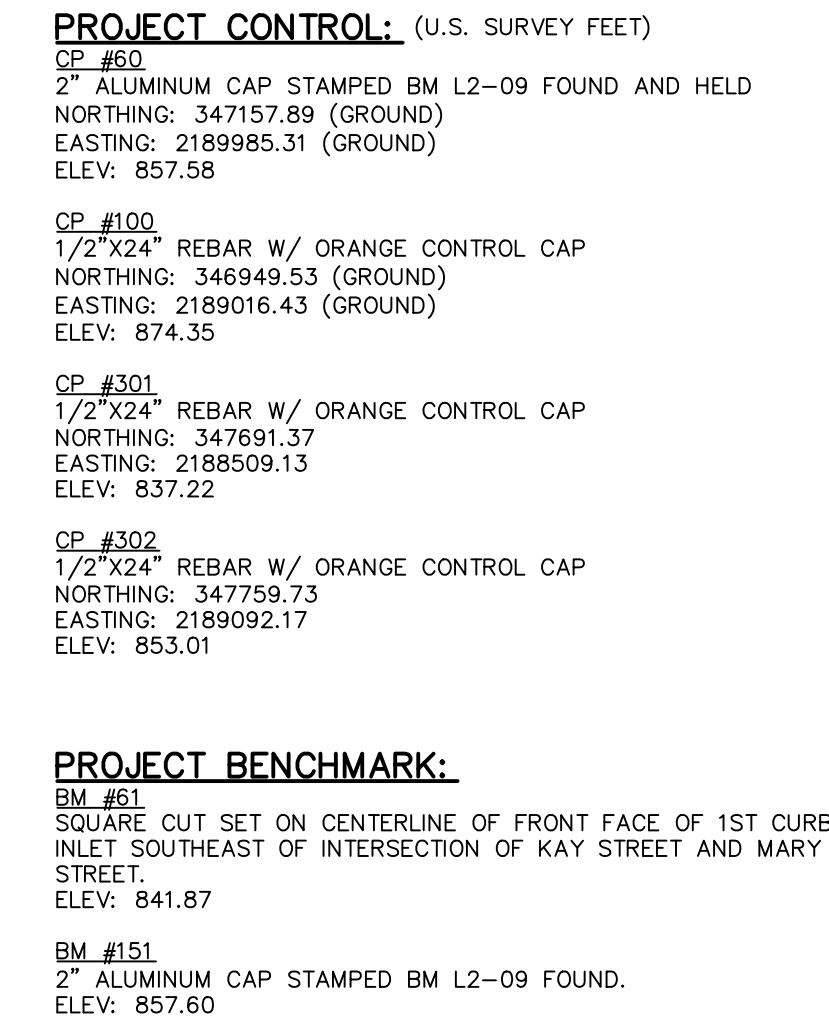 PROJECT CONTROL: (U.S. SURVEY FEET)
CP #60
2" ALUMINUM CAP STAMPED BM L2-09 FOUND AND HELD
NORTHING: 347157.89 (GROUND)
EASTING: 2189985.31 (GROUND)
ELEV: 857.58
CP #100
1/2"X24" REBAR W/ ORANGE CONTROL CAP
NORTHING: 346949.53 (GROUND)
EASTING: 2189016.43 (GROUND)
ELEV: 874.35
CP #301
1/2"X24" REBAR W/ ORANGE CONTROL CAP
NORTHING: 347691.37
EASTING: 2188509.13
ELEV: 837.22
CP #302
1/2"X24" REBAR W/ ORANGE CONTROL CAP
NORTHING: 347759.73
EASTING: 2189092.17
ELEV: 853.01
PROJECT BENCHMARK:
BM #61
SQUARE CUT SET ON CENTERLINE OF FRONT FACE OF 1ST CURB
INLET SOUTHEAST OF INTERSECTION OF KAY STREET AND MARY
STREET.
ELEV: 841.87
BM #151
2" ALUMINUM CAP STAMPED BM L2-09 FOUND.
ELEV: 857.60